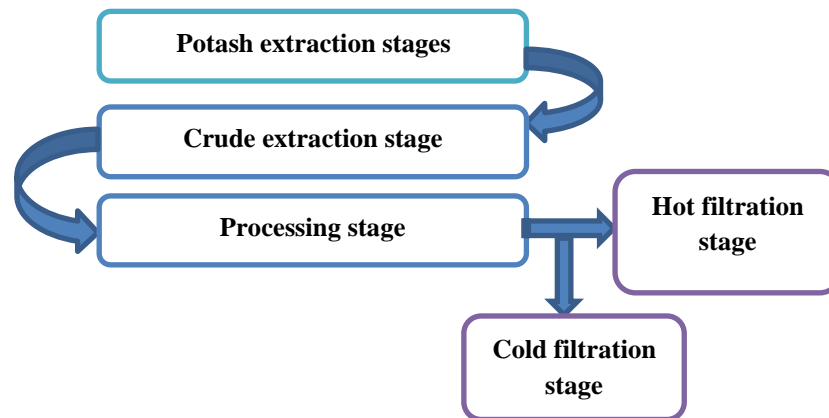 Potash extraction stages
Crude extraction stage
Processing stage
Hot filtration
stage
Cold filtration
stage